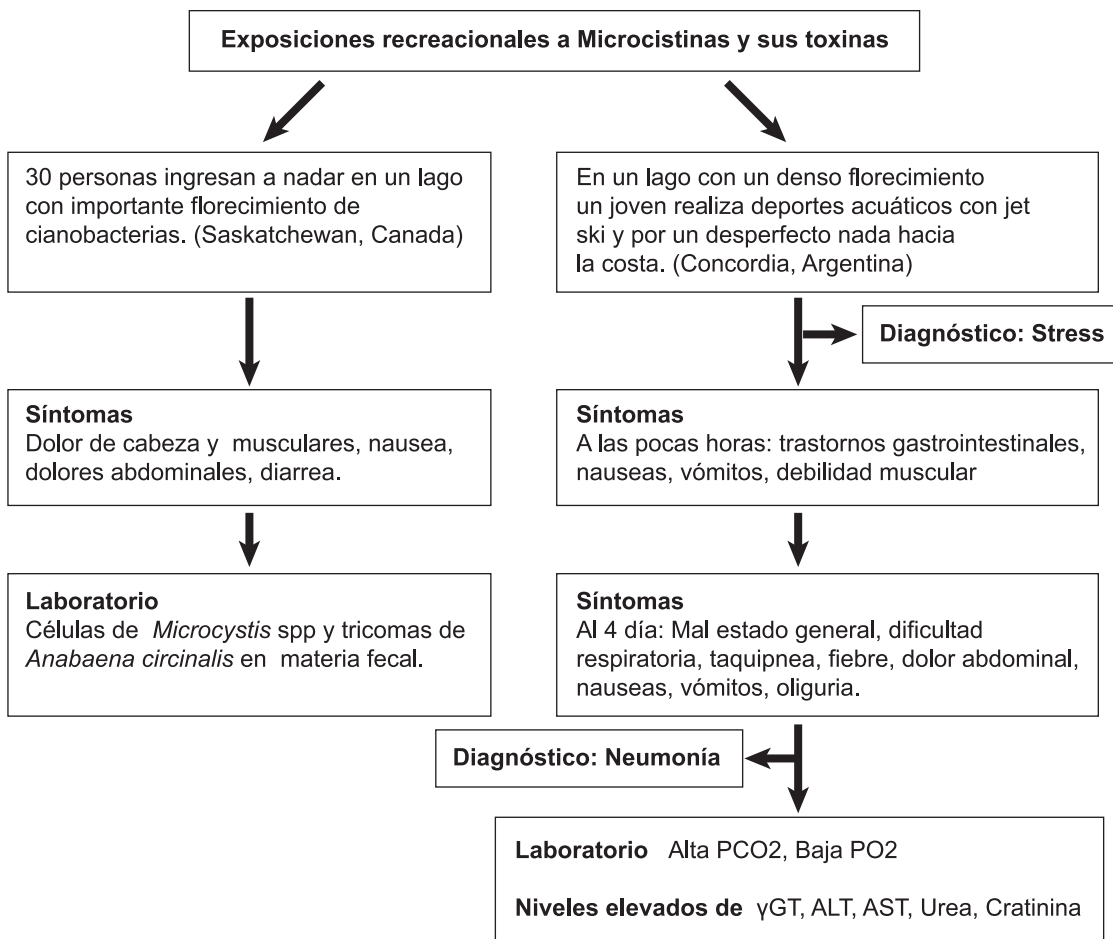 Exposiciones recreacionales a Microcistinas y sus toxinas
30 personas ingresan a nadar en un lago
con importante florecimiento de
cianobacterias. (Saskatchewan, Canada)
En un lago con un denso florecimiento
un joven realiza deportes acuáticos con jet
ski y por un desperfecto nada hacia
la costa. (Concordia, Argentina)
Diagnóstico: Stress
Síntomas
Dolor de cabeza y musculares, nausea,
dolores abdominales, diarrea.
Síntomas
A las pocas horas: trastornos gastrointestinales,
nauseas, vómitos, debilidad muscular
Laboratorio
Células de Microcystis spp y tricomas de
Anabaena circinalis en materia fecal.
Síntomas
Al 4 día: Mal estado general, dificultad
respiratoria, taquipnea, fiebre, dolor abdominal,
nauseas, vómitos, oliguria.
Diagnóstico: Neumonía
Laboratorio Alta PCO2, Baja PO2
Niveles elevados de γGT, ALT, AST, Urea, Cratinina